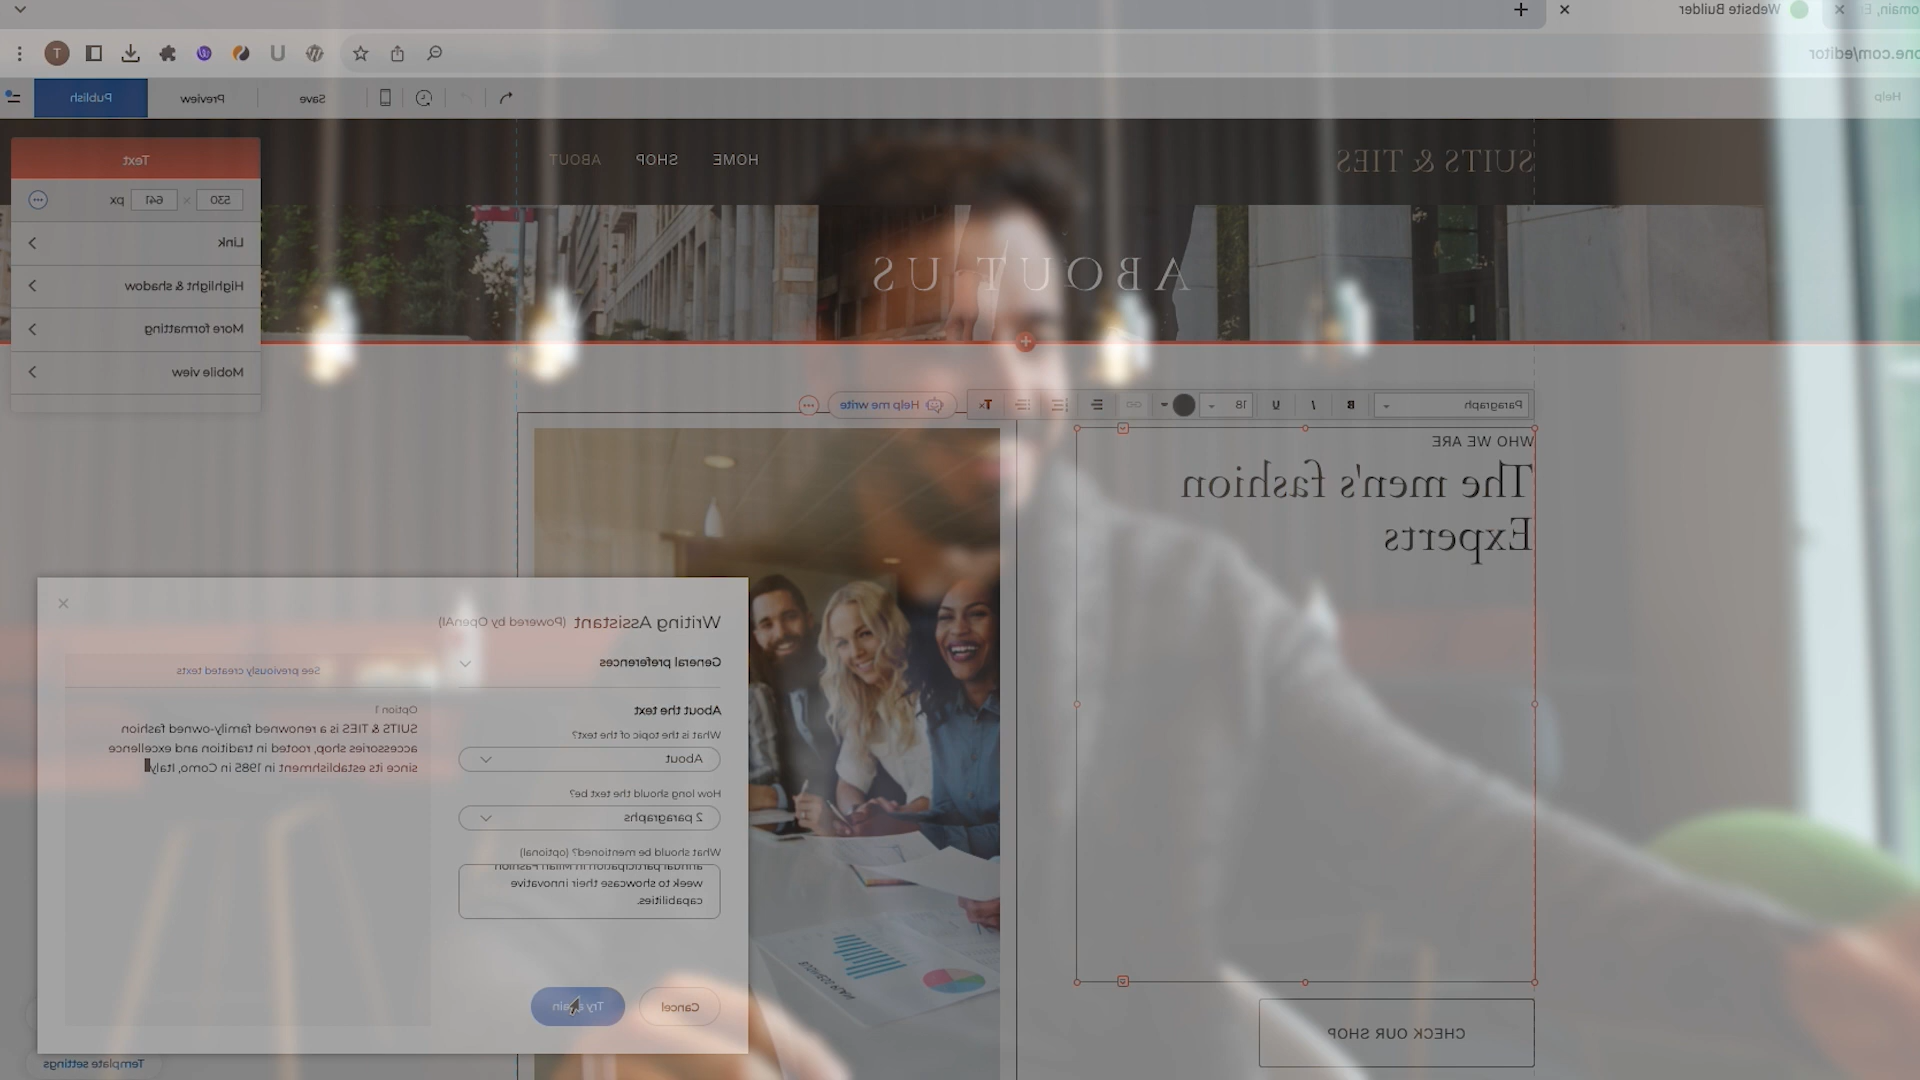 Website Builder
one.com/editor
Help
Save
Preview
Publish
SUITS & TIES
HOME
SHOP
ABOUT
ABOUT US
Text
530 × 641 px
Link
Highlight & shadow
More formatting
Mobile view
Paragraph
B I U 18
Help me write
WHO WE ARE
The men's fashion
Experts
CHECK OUR SHOP
Writing Assistant (Powered by OpenAI)
General preferences
About the text
What is the topic of the text?
About
How long should the text be?
2 paragraphs
What should be mentioned? (optional)
annual participation in Milan Fashion
week to showcase their innovative
capabilities.
Cancel
See previously created texts
Option 1
SUITS & TIES is a renowned family-owned fashion
accessories shop, rooted in tradition and excellence
since its establishment in 1985 in Como, Italy
Template settings